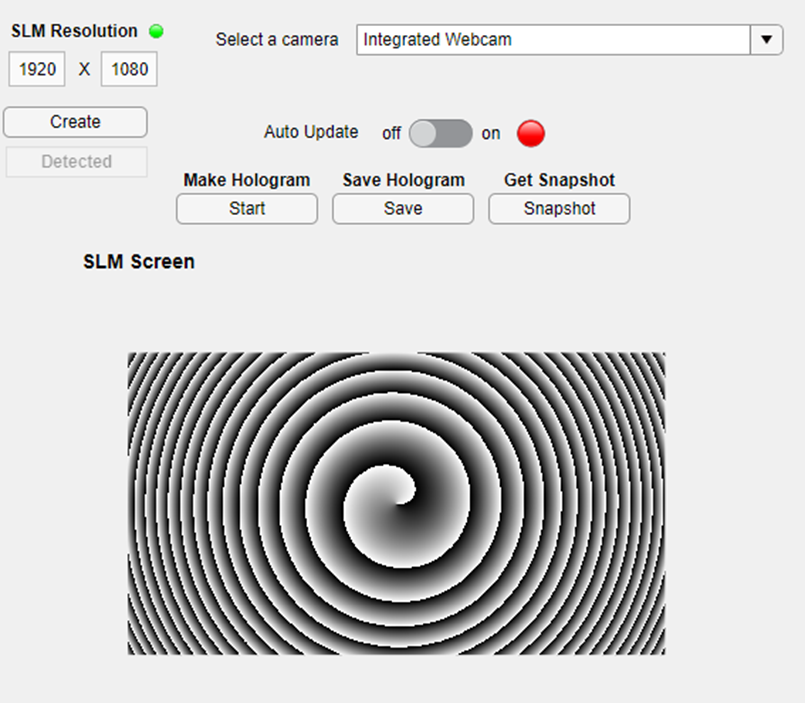 SLM Resolution
Select a camera
Integrated Webcam
1920 X 1080
Create
Auto Update off on
Detected
Make Hologram Save Hologram Get Snapshot
Start Save Snapshot
SLM Screen